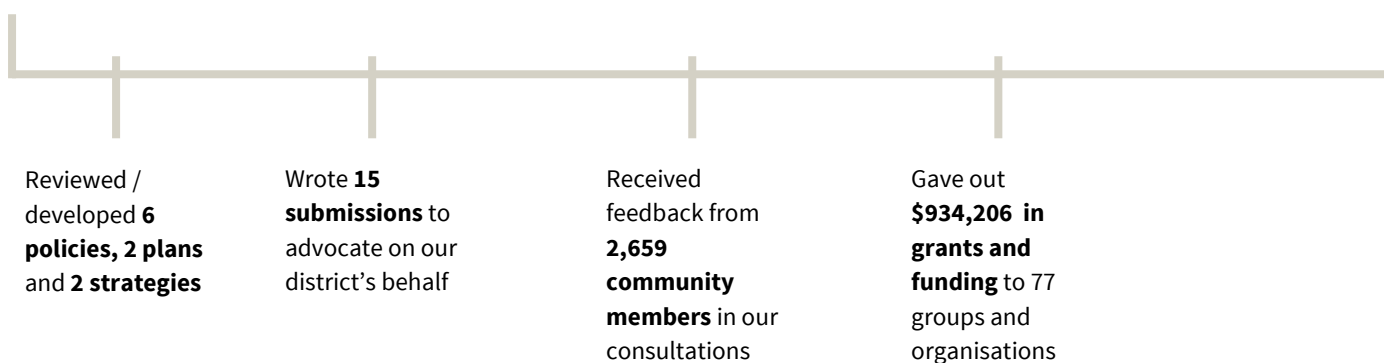 Reviewed /
developed 6
policies, 2 plans
and 2 strategies
Wrote 15
submissions to
advocate on our
district’s behalf
Received
feedback from
2,659
community
members in our
consultations
Gave out
$934,206 in
grants and
funding to 77
groups and
organisations